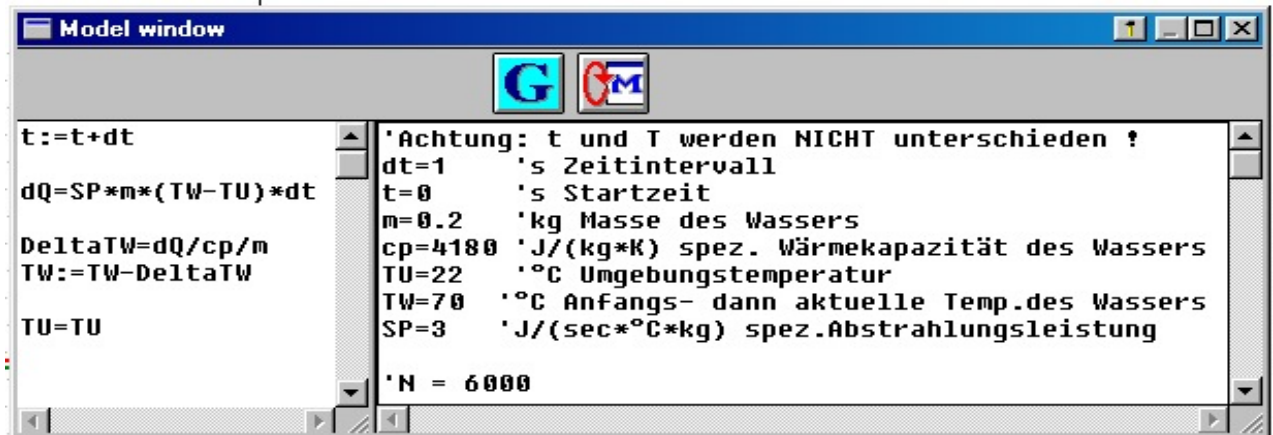 Model window
G
M
t:=t+dt
dQ=SP*m*(TW-TU)*dt
DeltaTW=dQ/cp/m
TW:=TW-DeltaTW
TU=TU
'Achtung: t und T werden NICHT unterschieden !
dt=1 's Zeitintervall
t=0 's Startzeit
m=0.2 'kg Masse des Wassers
cp=4180 'J/(kg*K) spez. Wärmekapazität des Wassers
TU=22 '°C Umgebungstemperatur
TW=70 '°C Anfangs- dann aktuelle Temp.des Wassers
SP=3 'J/(sec*°C*kg) spez.Abstrahlungsleistung
'N = 6000